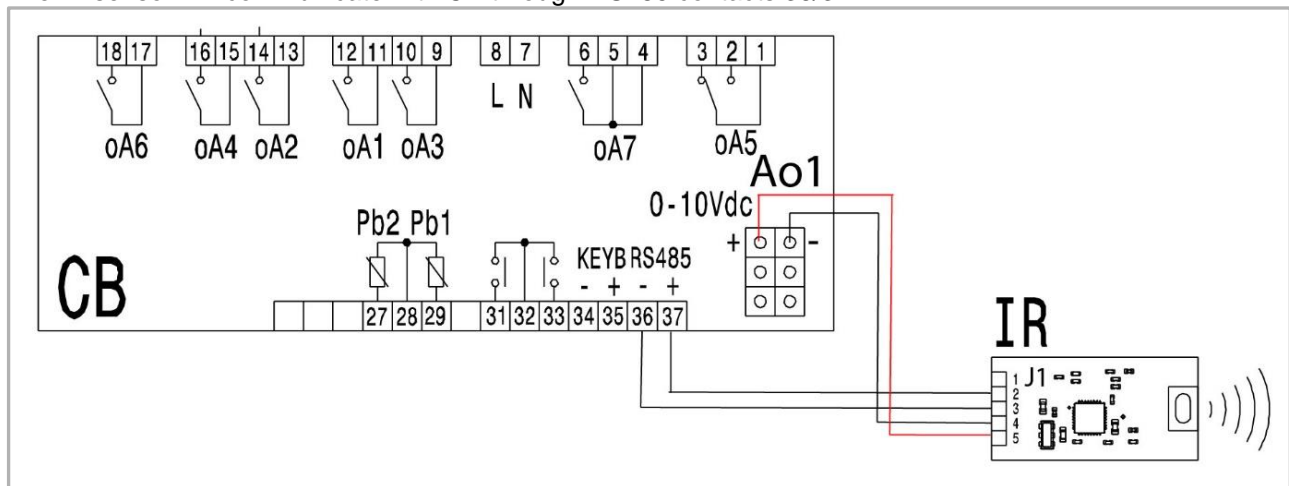 18 17 16 15 14 13 12 11 10 9 8 7 6 5 4 3 2 1
L N
oA6 oA4 oA2 oA1 oA3 oA7 oA5
Ao1
0-10Vdc
+ -
Pb2 Pb1
KEYB RS485
- + - +
CB
27 28 29 31 32 33 34 35 36 37
IR
J1
1
2
3
4
5